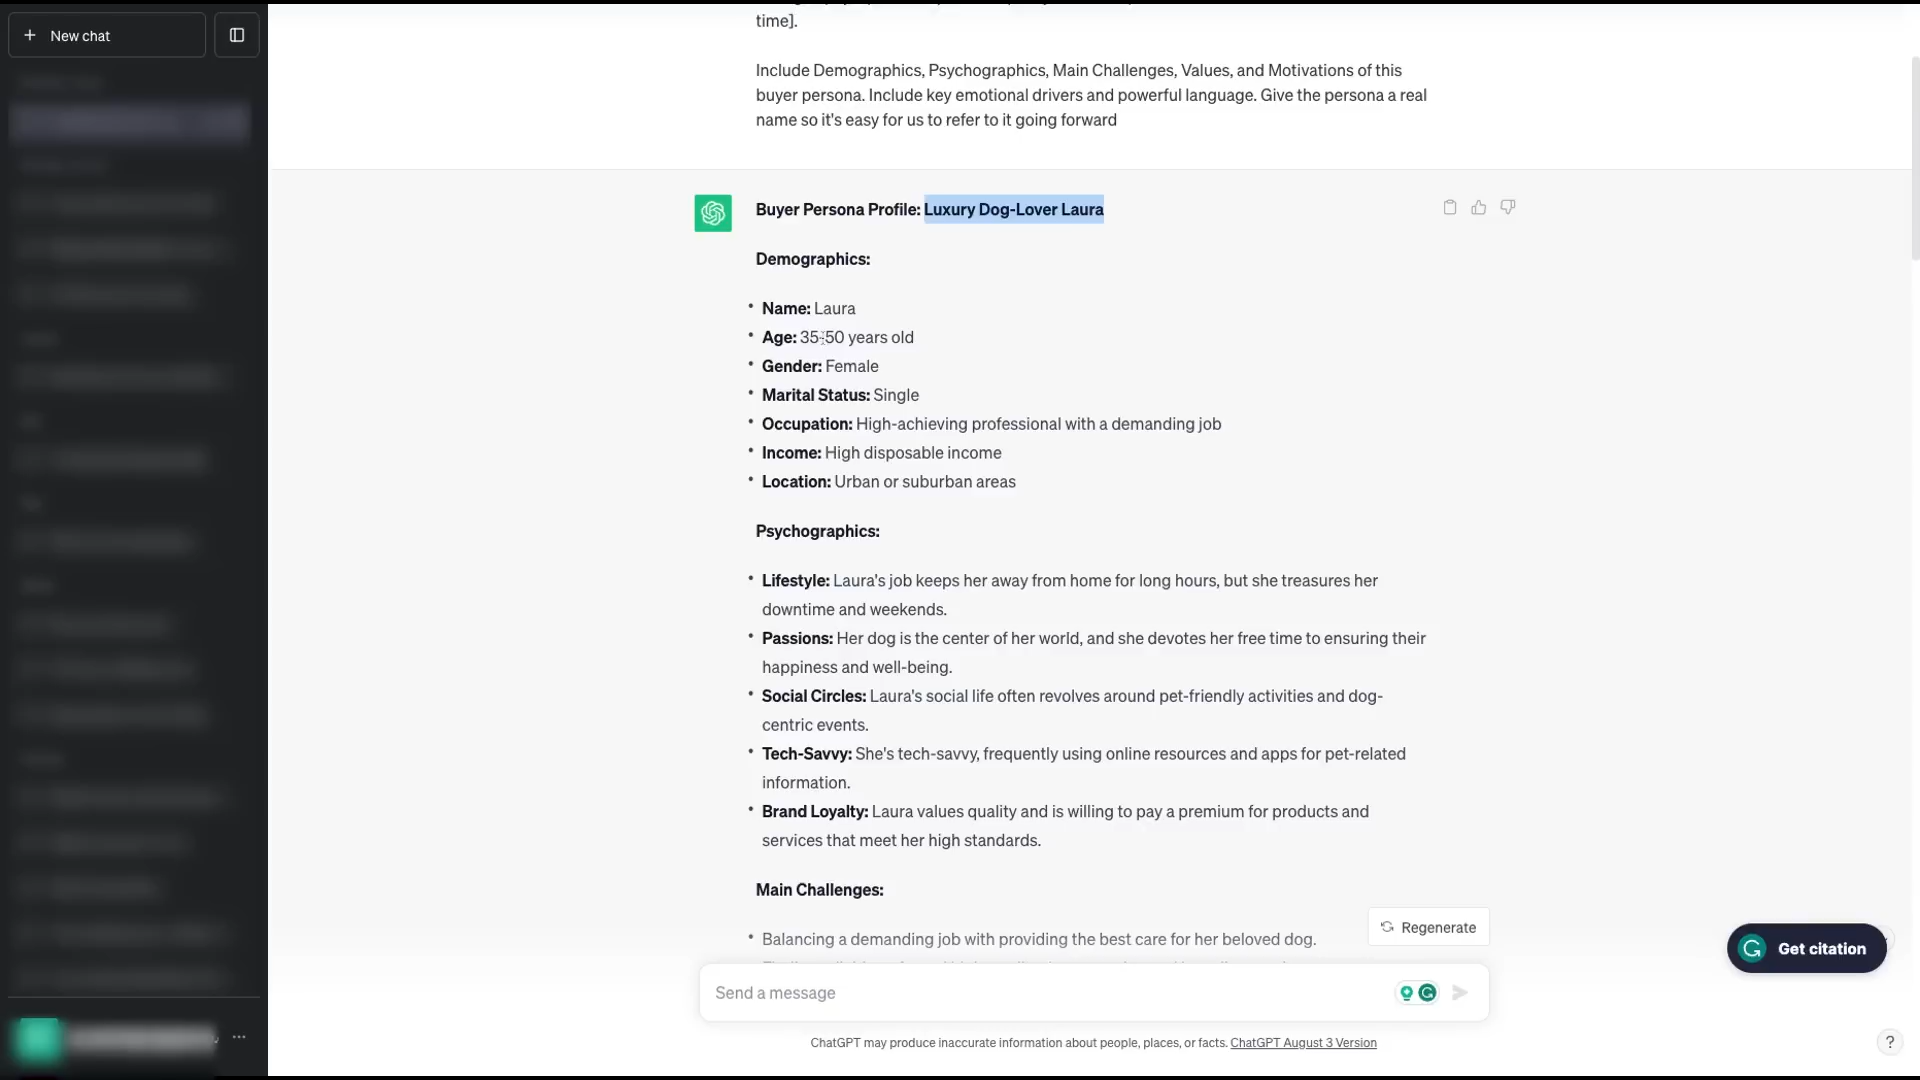 New chat
time].
Include Demographics, Psychographics, Main Challenges, Values, and Motivations of this
buyer persona. Include key emotional drivers and powerful language. Give the persona a real
name so it's easy for us to refer to it going forward
Buyer Persona Profile: Luxury Dog-Lover Laura
Demographics:
• Name: Laura
• Age: 35-50 years old
• Gender: Female
• Marital Status: Single
• Occupation: High-achieving professional with a demanding job
• Income: High disposable income
• Location: Urban or suburban areas
Psychographics:
• Lifestyle: Laura's job keeps her away from home for long hours, but she treasures her
downtime and weekends.
• Passions: Her dog is the center of her world, and she devotes her free time to ensuring their
happiness and well-being.
• Social Circles: Laura's social life often revolves around pet-friendly activities and dog-
centric events.
• Tech-Savvy: She's tech-savvy, frequently using online resources and apps for pet-related
information.
• Brand Loyalty: Laura values quality and is willing to pay a premium for products and
services that meet her high standards.
Main Challenges:
• Balancing a demanding job with providing the best care for her beloved dog.
Regenerate
Get citation
Send a message
ChatGPT may produce inaccurate information about people, places, or facts. ChatGPT August 3 Version
?